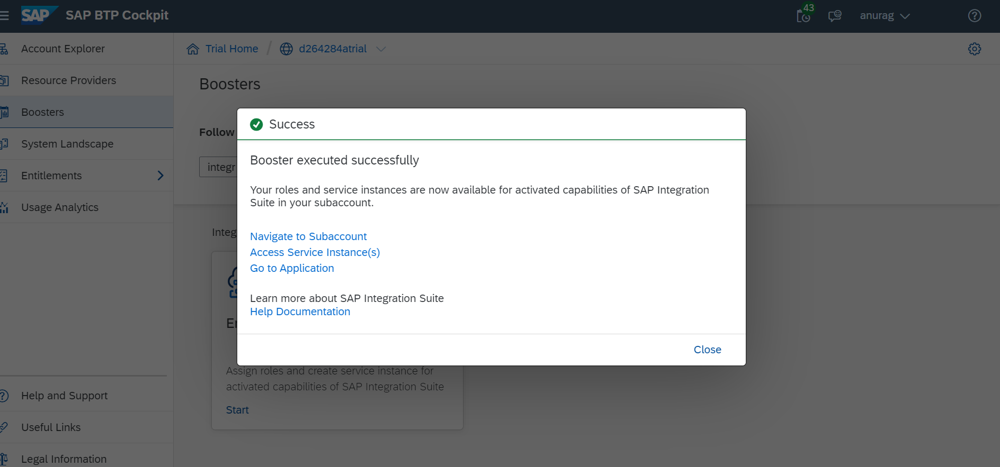 SAP SAP BTP Cockpit 43 anurag
Account Explorer
Resource Providers
Boosters
System Landscape
Entitlements
Usage Analytics
Help and Support
Useful Links
Legal Information
Trial Home / d264284atrial
Boosters
Follow
integr
Integ
Success
Booster executed successfully
Your roles and service instances are now available for activated capabilities of SAP Integration
Suite in your subaccount.
Navigate to Subaccount
Access Service Instance(s)
Go to Application
Learn more about SAP Integration Suite
Help Documentation
Close
Assign roles and create service instance for
activated capabilities of SAP Integration Suite
Start